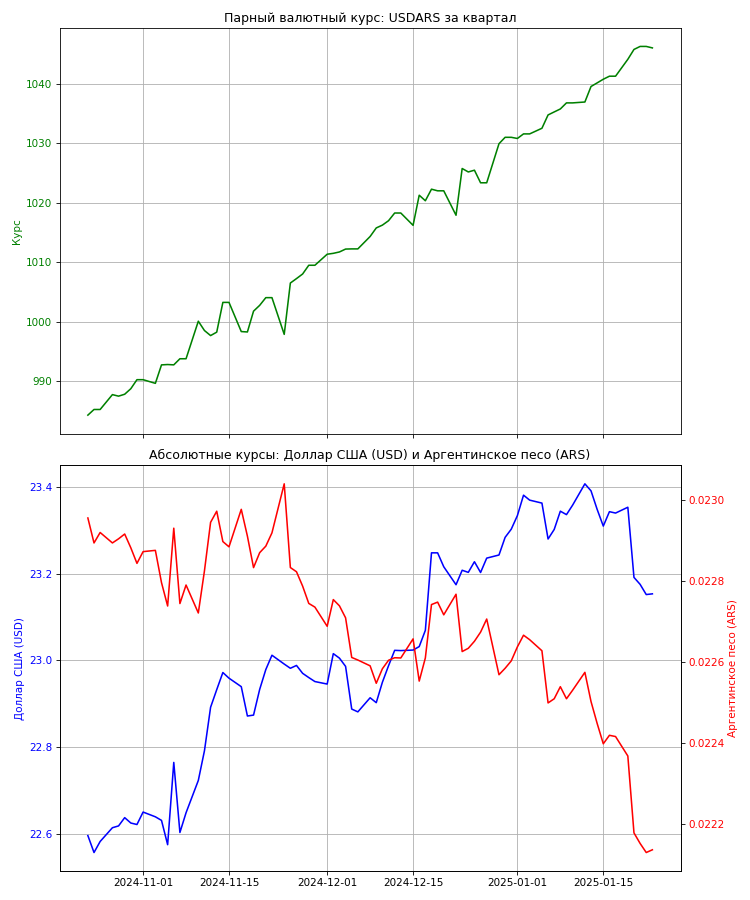 Парный валютный курс: USDARS за квартал
1040
1030
1020
1010
1000
990
Курс
Абсолютные курсы: Доллар США (USD) и Аргентинское песо (ARS)
23.4
23.2
23.0
22.8
22.6
Доллар США (USD)
0.0230
0.0228
0.0226
0.0224
0.0222
Аргентинское песо (ARS)
2024-11-01 2024-11-15 2024-12-01 2024-12-15 2025-01-01 2025-01-15